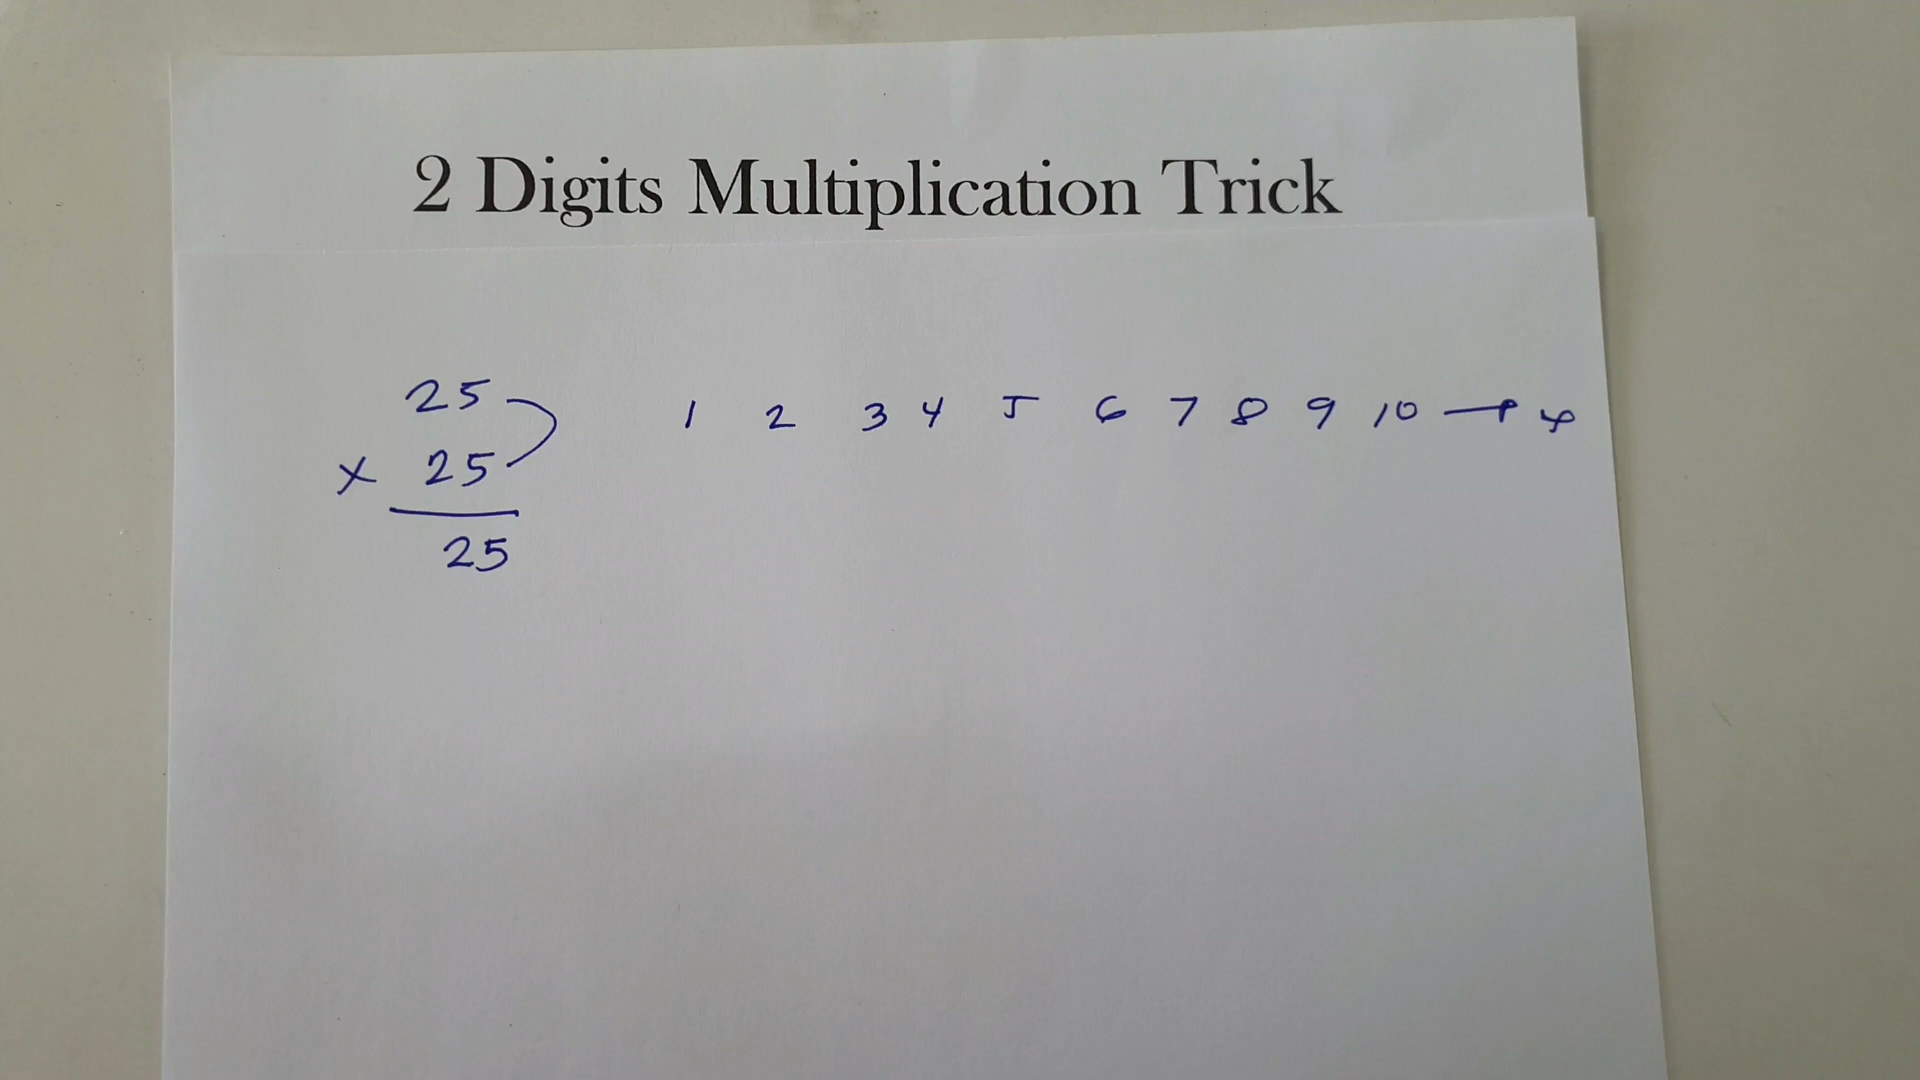 2 Digits Multiplication Trick
25
1 2 3 4 5 6 7 8 9 10
x 25
25